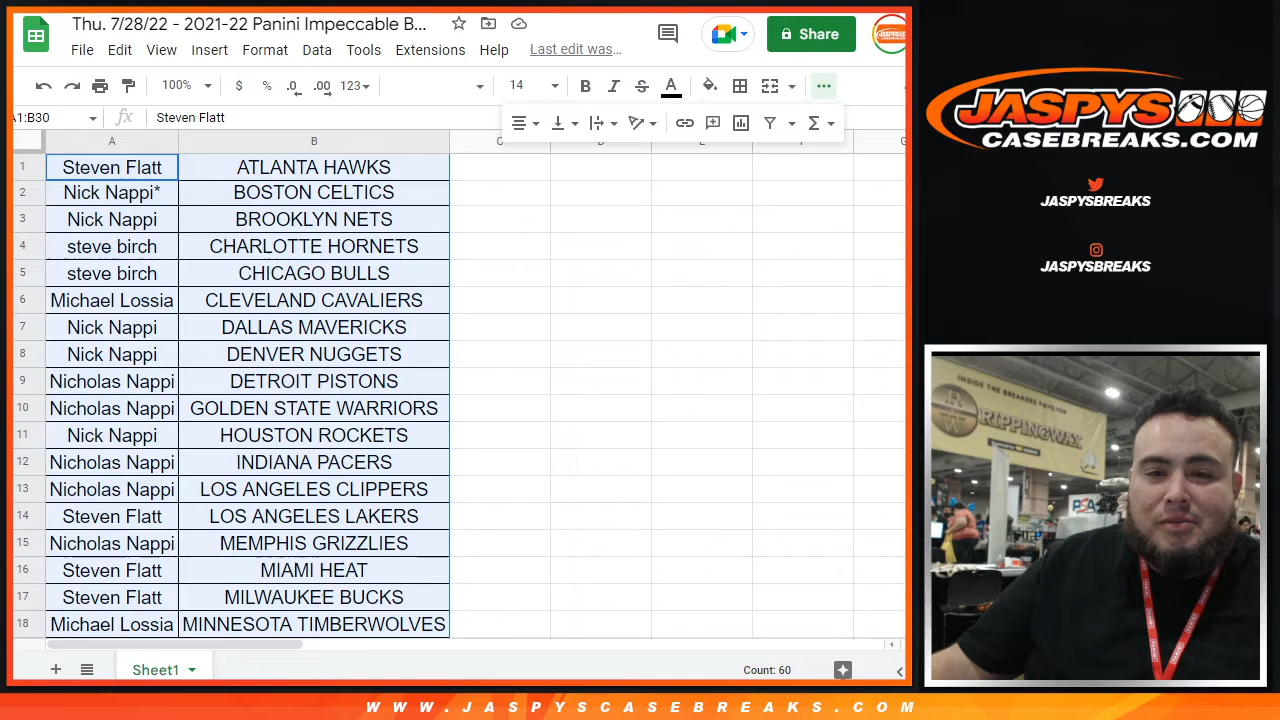 Thu. 7/28/22 - 2021-22 Panini Impeccable B...
File Edit View Insert Format Data Tools Extensions Help Last edit was...
Share
100% $ % .0 .00 123 14 B I S A
A1:B30 fx Steven Flatt
A B C D E F G
1 Steven Flatt ATLANTA HAWKS
2 Nick Nappi* BOSTON CELTICS
3 Nick Nappi BROOKLYN NETS
4 steve birch CHARLOTTE HORNETS
5 steve birch CHICAGO BULLS
6 Michael Lossia CLEVELAND CAVALIERS
7 Nick Nappi DALLAS MAVERICKS
8 Nick Nappi DENVER NUGGETS
9 Nicholas Nappi DETROIT PISTONS
10 Nicholas Nappi GOLDEN STATE WARRIORS
11 Nick Nappi HOUSTON ROCKETS
12 Nicholas Nappi INDIANA PACERS
13 Nicholas Nappi LOS ANGELES CLIPPERS
14 Steven Flatt LOS ANGELES LAKERS
15 Nicholas Nappi MEMPHIS GRIZZLIES
16 Steven Flatt MIAMI HEAT
17 Steven Flatt MILWAUKEE BUCKS
18 Michael Lossia MINNESOTA TIMBERWOLVES
Sheet1
Count: 60
JASPYS
CASEBREAKS.COM
JASPYSBREAKS
JASPYSBREAKS
INSIDE THE BREAKERS PAVILION
RIPPINGWAX
PSA
WWW.JASPYSCASEBREAKS.COM